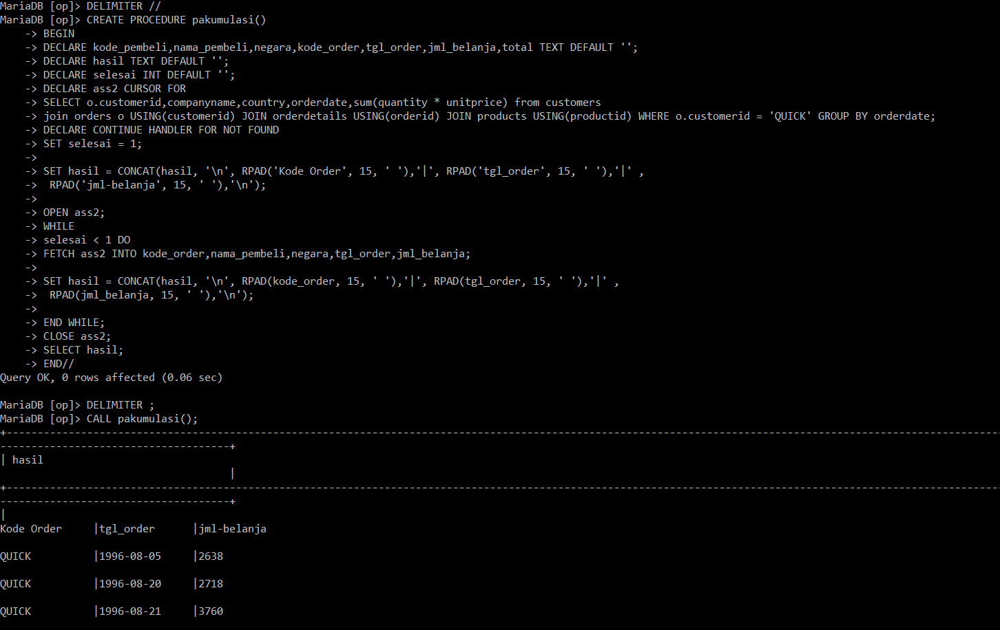 MariaDB [op]> DELIMITER //
MariaDB [op]> CREATE PROCEDURE pakumulasi()
    -> BEGIN
    -> DECLARE kode_pembeli,nama_pembeli,negara,kode_order,tgl_order,jml_belanja,total TEXT DEFAULT '';
    -> DECLARE hasil TEXT DEFAULT '';
    -> DECLARE selesai INT DEFAULT '';
    -> DECLARE ass2 CURSOR FOR
    -> SELECT o.customerid,companyname,country,orderdate,sum(quantity * unitprice) from customers
    -> join orders o USING(customerid) JOIN orderdetails USING(orderid) JOIN products USING(productid) WHERE o.customerid = 'QUICK' GROUP BY orderdate;
    -> DECLARE CONTINUE HANDLER FOR NOT FOUND
    -> SET selesai = 1;
    ->
    -> SET hasil = CONCAT(hasil, '\n', RPAD('Kode Order', 15, ' '),'|', RPAD('tgl_order', 15, ' '),'|' ,
    ->  RPAD('jml-belanja', 15, ' '),'\n');
    ->
    -> OPEN ass2;
    -> WHILE
    -> selesai < 1 DO
    -> FETCH ass2 INTO kode_order,nama_pembeli,negara,tgl_order,jml_belanja;
    ->
    -> SET hasil = CONCAT(hasil, '\n', RPAD(kode_order, 15, ' '),'|', RPAD(tgl_order, 15, ' '),'|' ,
    ->  RPAD(jml_belanja, 15, ' '),'\n');
    ->
    -> END WHILE;
    -> CLOSE ass2;
    -> SELECT hasil;
    -> END//
Query OK, 0 rows affected (0.06 sec)
MariaDB [op]> DELIMITER ;
MariaDB [op]> CALL pakumulasi();
+----------------------------------------------------------------------------------------------------------------------------------------------------------------
-------------------------------------+
| hasil
                                     |
+----------------------------------------------------------------------------------------------------------------------------------------------------------------
-------------------------------------+
|
Kode Order     |tgl_order      |jml-belanja
QUICK          |1996-08-05     |2638
QUICK          |1996-08-20     |2718
QUICK          |1996-08-21     |3760